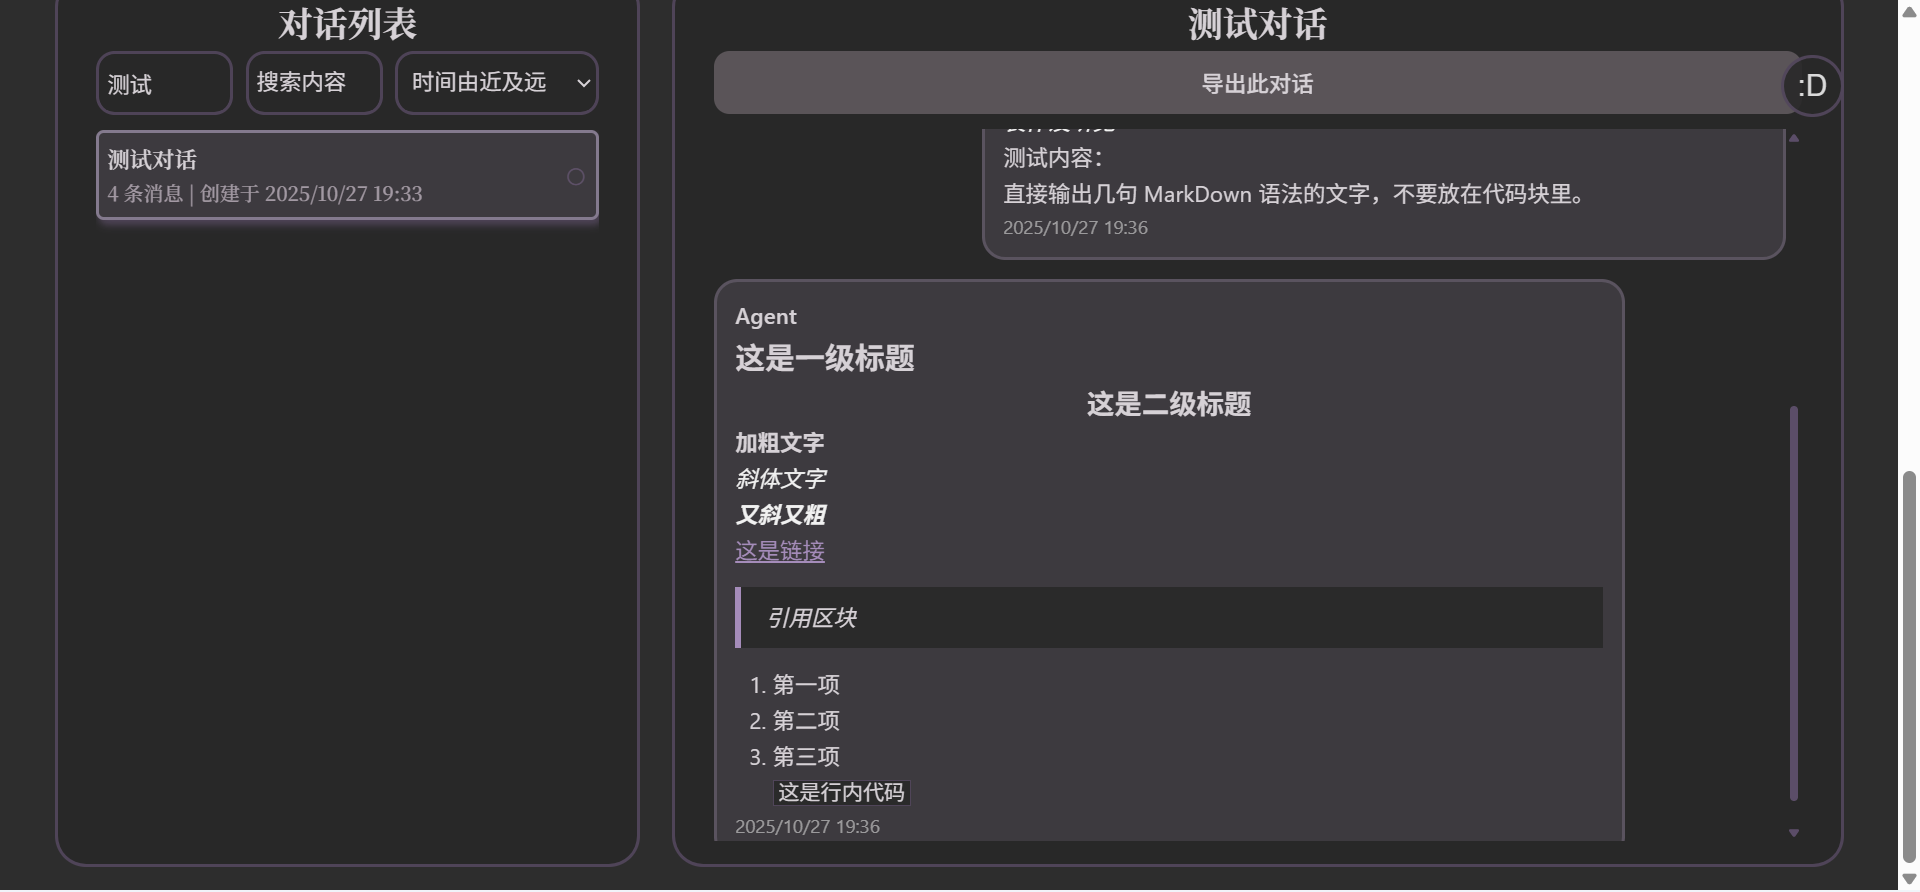 对话列表
测试
搜索内容
时间由近及远
测试对话
4 条消息 | 创建于 2025/10/27 19:33
测试对话
导出此对话
:D
测试内容：
直接输出几句 MarkDown 语法的文字，不要放在代码块里。
2025/10/27 19:36
Agent
这是一级标题
这是二级标题
加粗文字
斜体文字
又斜又粗
这是链接
引用区块
1. 第一项
2. 第二项
3. 第三项
这是行内代码
2025/10/27 19:36